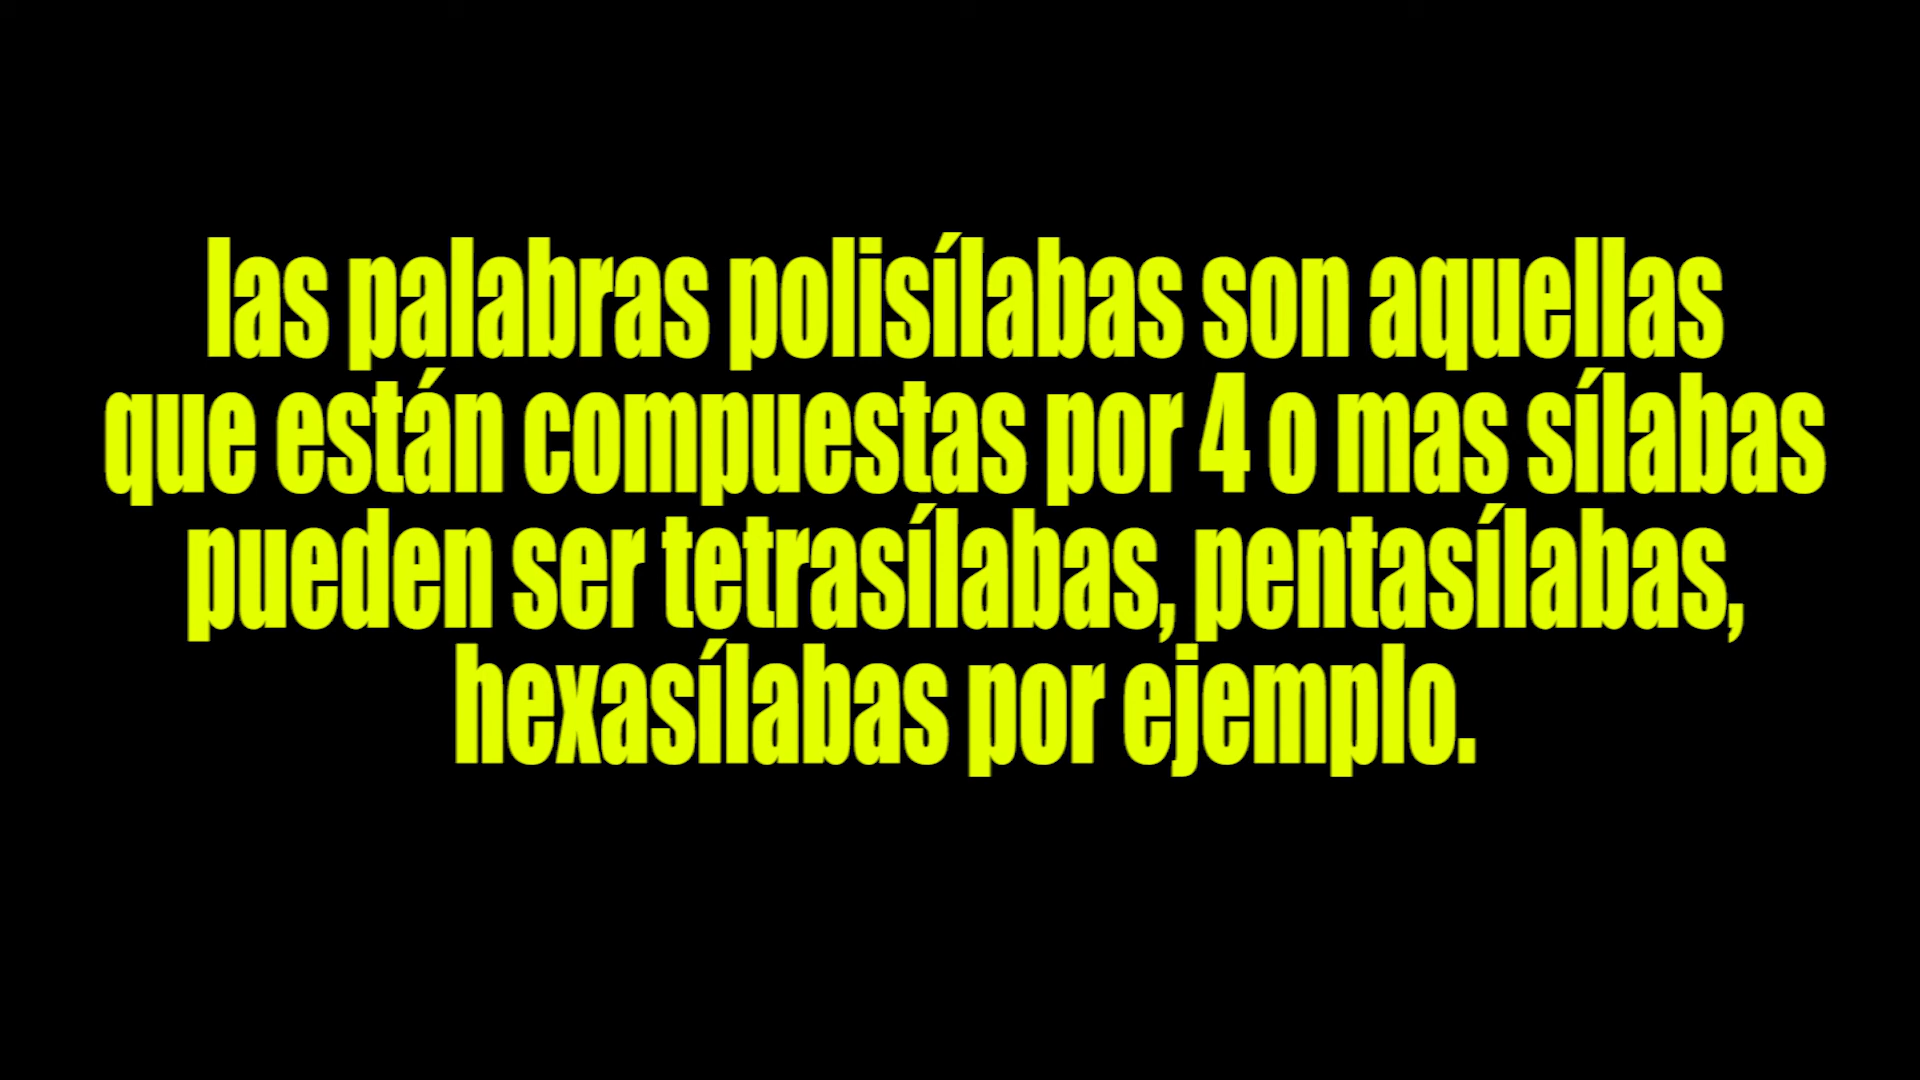 las palabras polisílabas son aquellas
que están compuestas por 4 o mas sílabas
pueden ser tetrasílabas, pentasílabas,
hexasílabas por ejemplo.